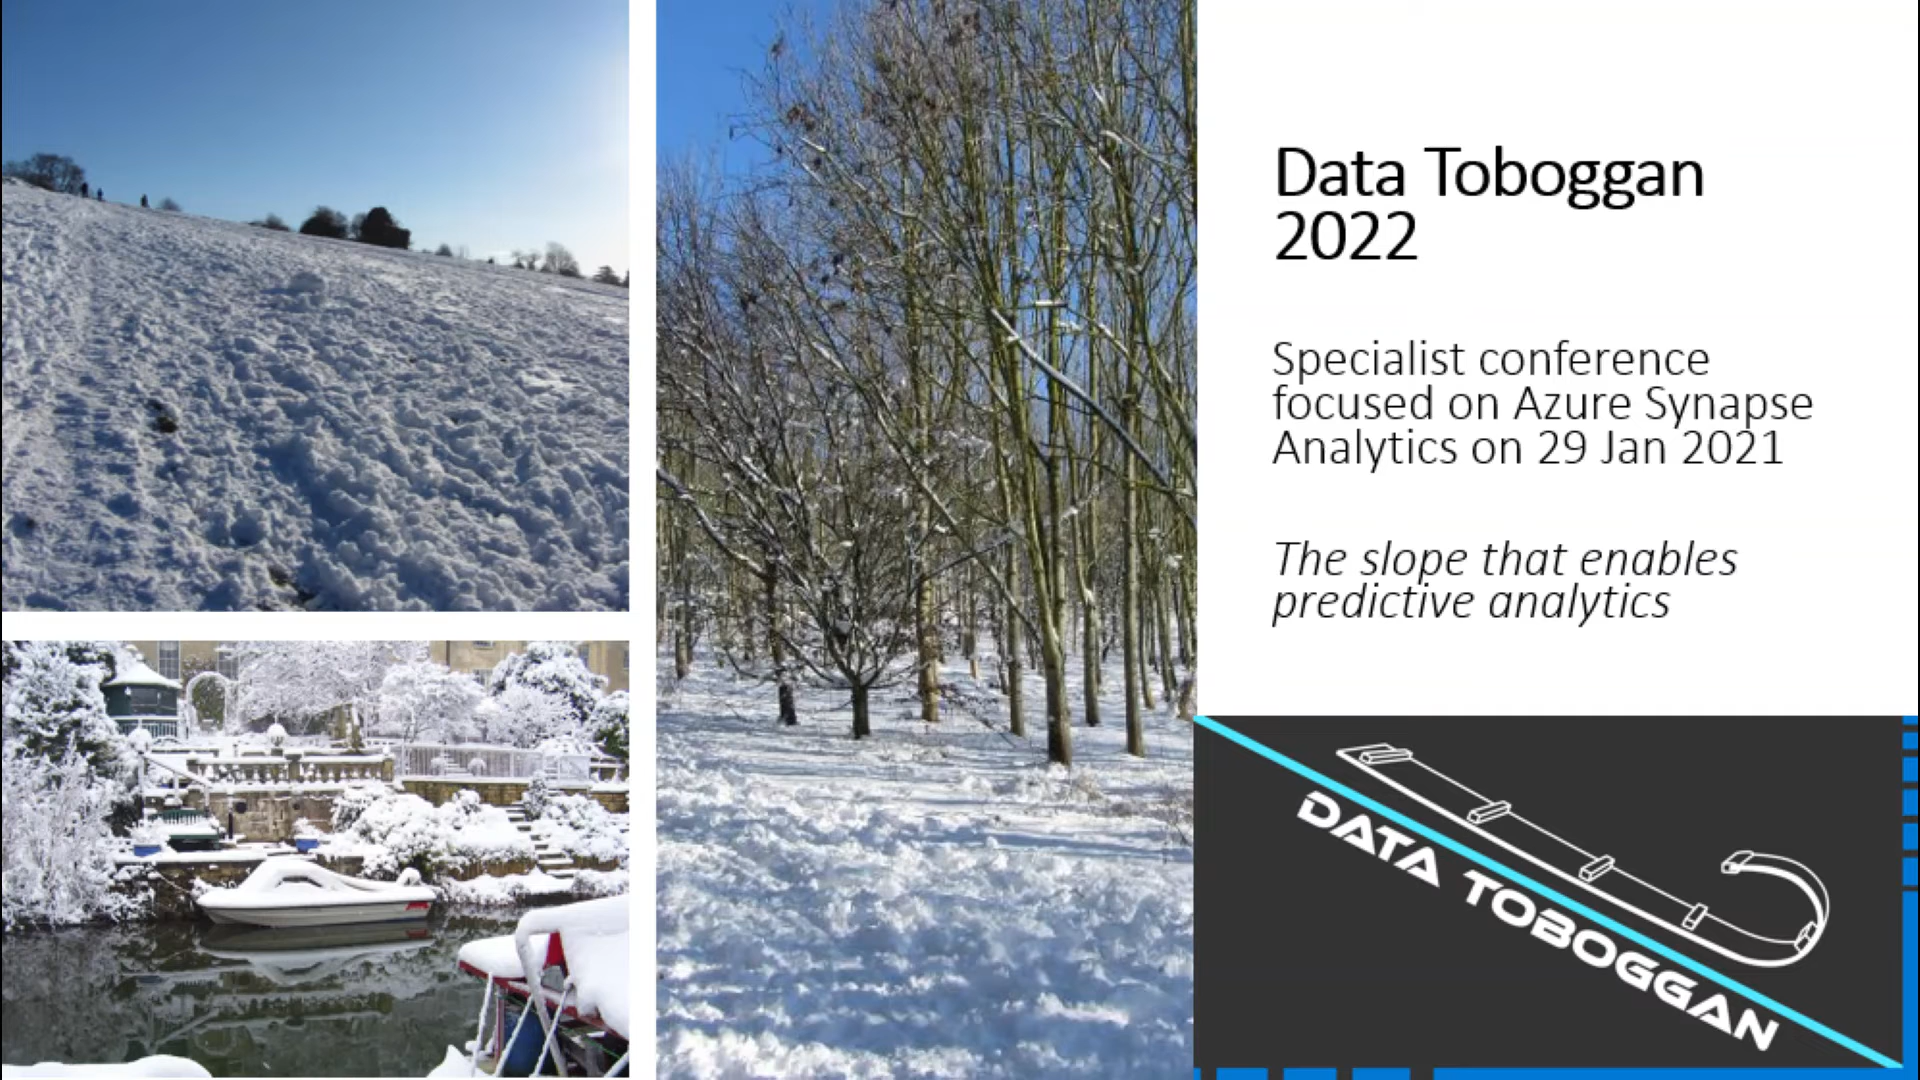 Data Toboggan
2022
Specialist conference
focused on Azure Synapse
Analytics on 29 Jan 2021
The slope that enables
predictive analytics
DATA TOBOGGAN